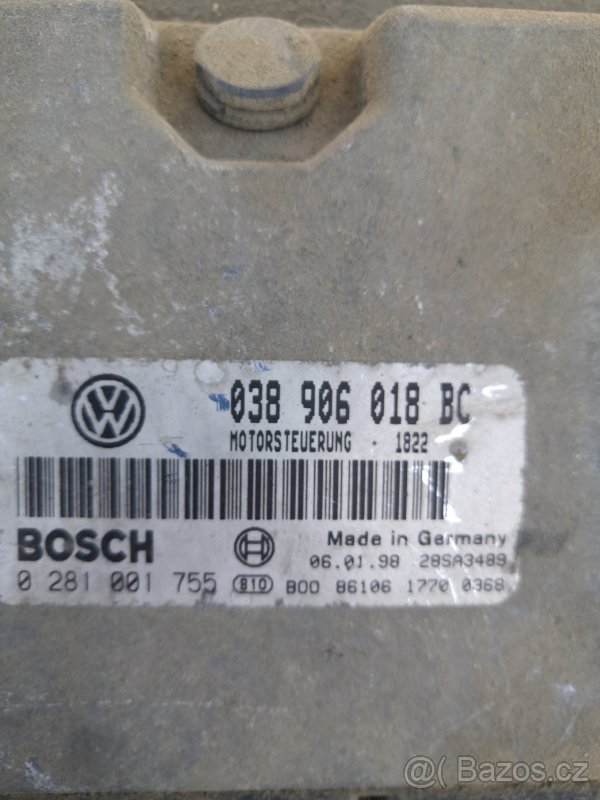 038 906 018 BC
MOTORSTEUERUNG 1822
BOSCH
Made in Germany
06.01.98 28SA3489
0 281 001 755 B10 B00 86106 1770 0368
@ Bazos.cz